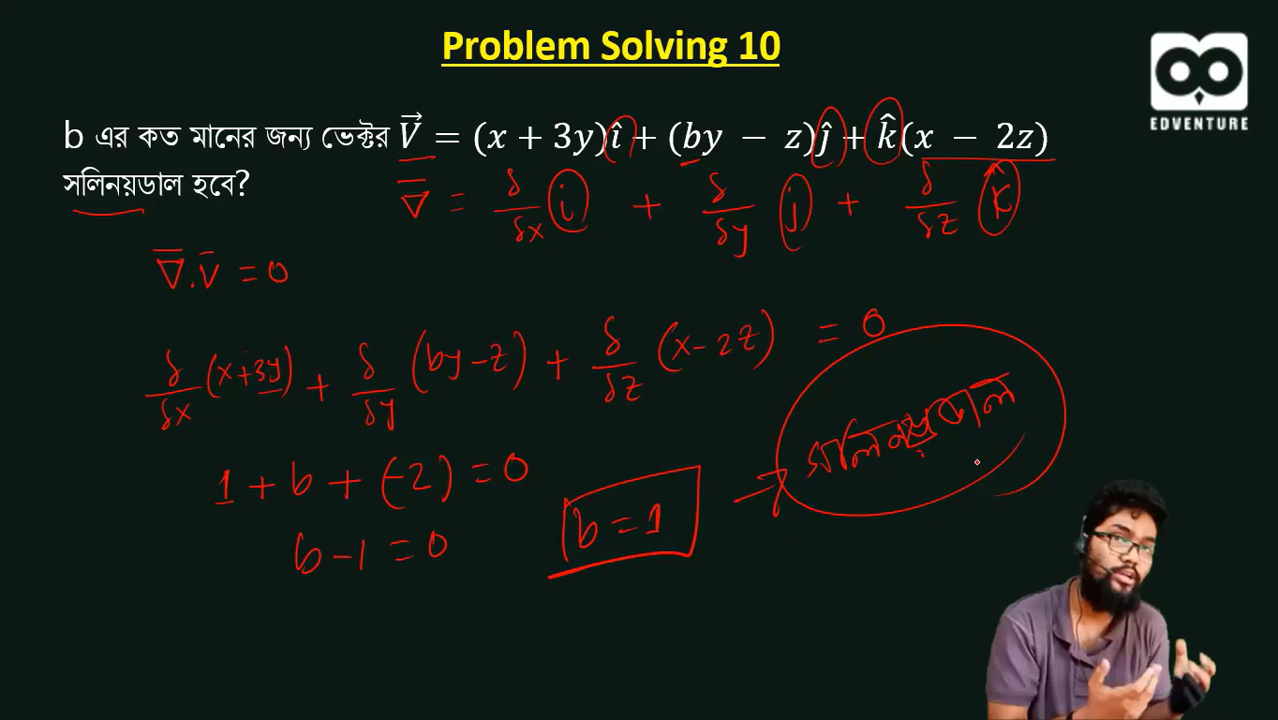 Problem Solving 10
EDVENTURE
b এর কত মানের জন্য ভেক্টর V⃗ = (x + 3y)î + (by − z)ĵ + k̂(x − 2z)
সলিনয়ডাল হবে?
∇ = δ/δx i + δ/δy j + δ/δz k̂
∇.V = 0
δ/δx (x+3y) + δ/δy (by−z) + δ/δz (x−2z) = 0
1 + b + (−2) = 0
b − 1 = 0
b = 1
→ সলিনয়ডাল